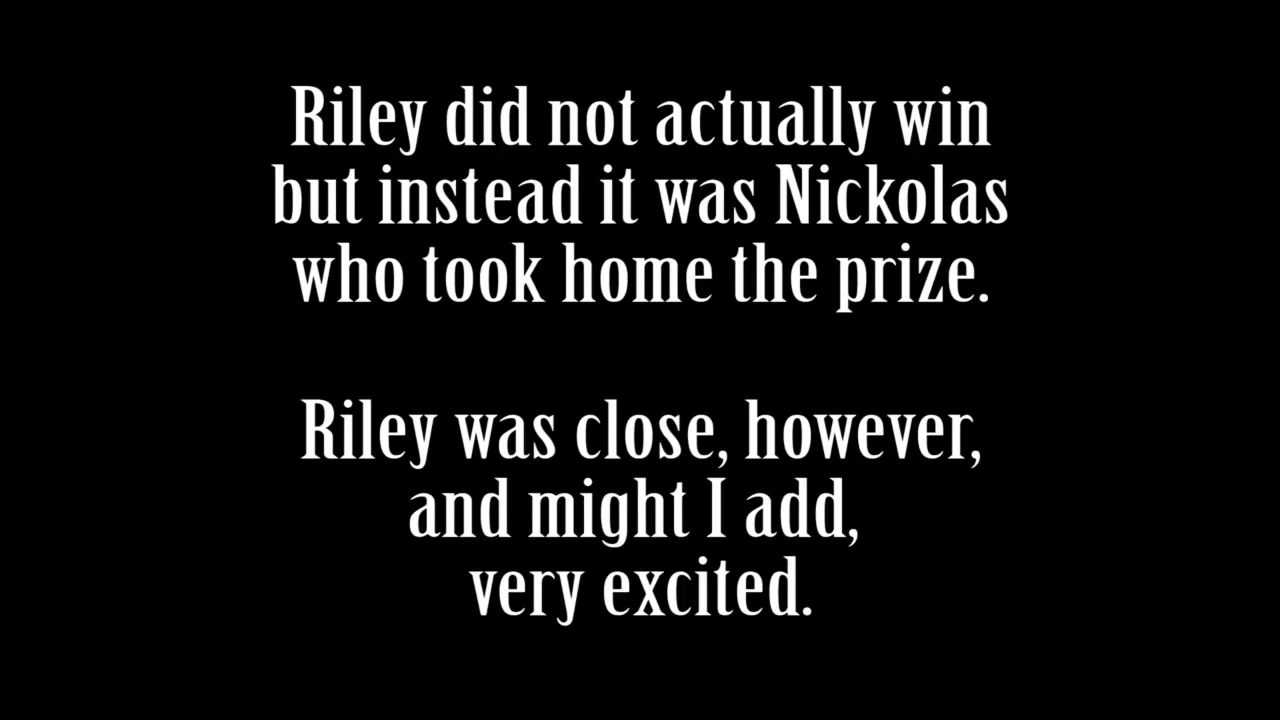 Riley did not actually win
but instead it was Nickolas
who took home the prize.
Riley was close, however,
and might I add,
very excited.